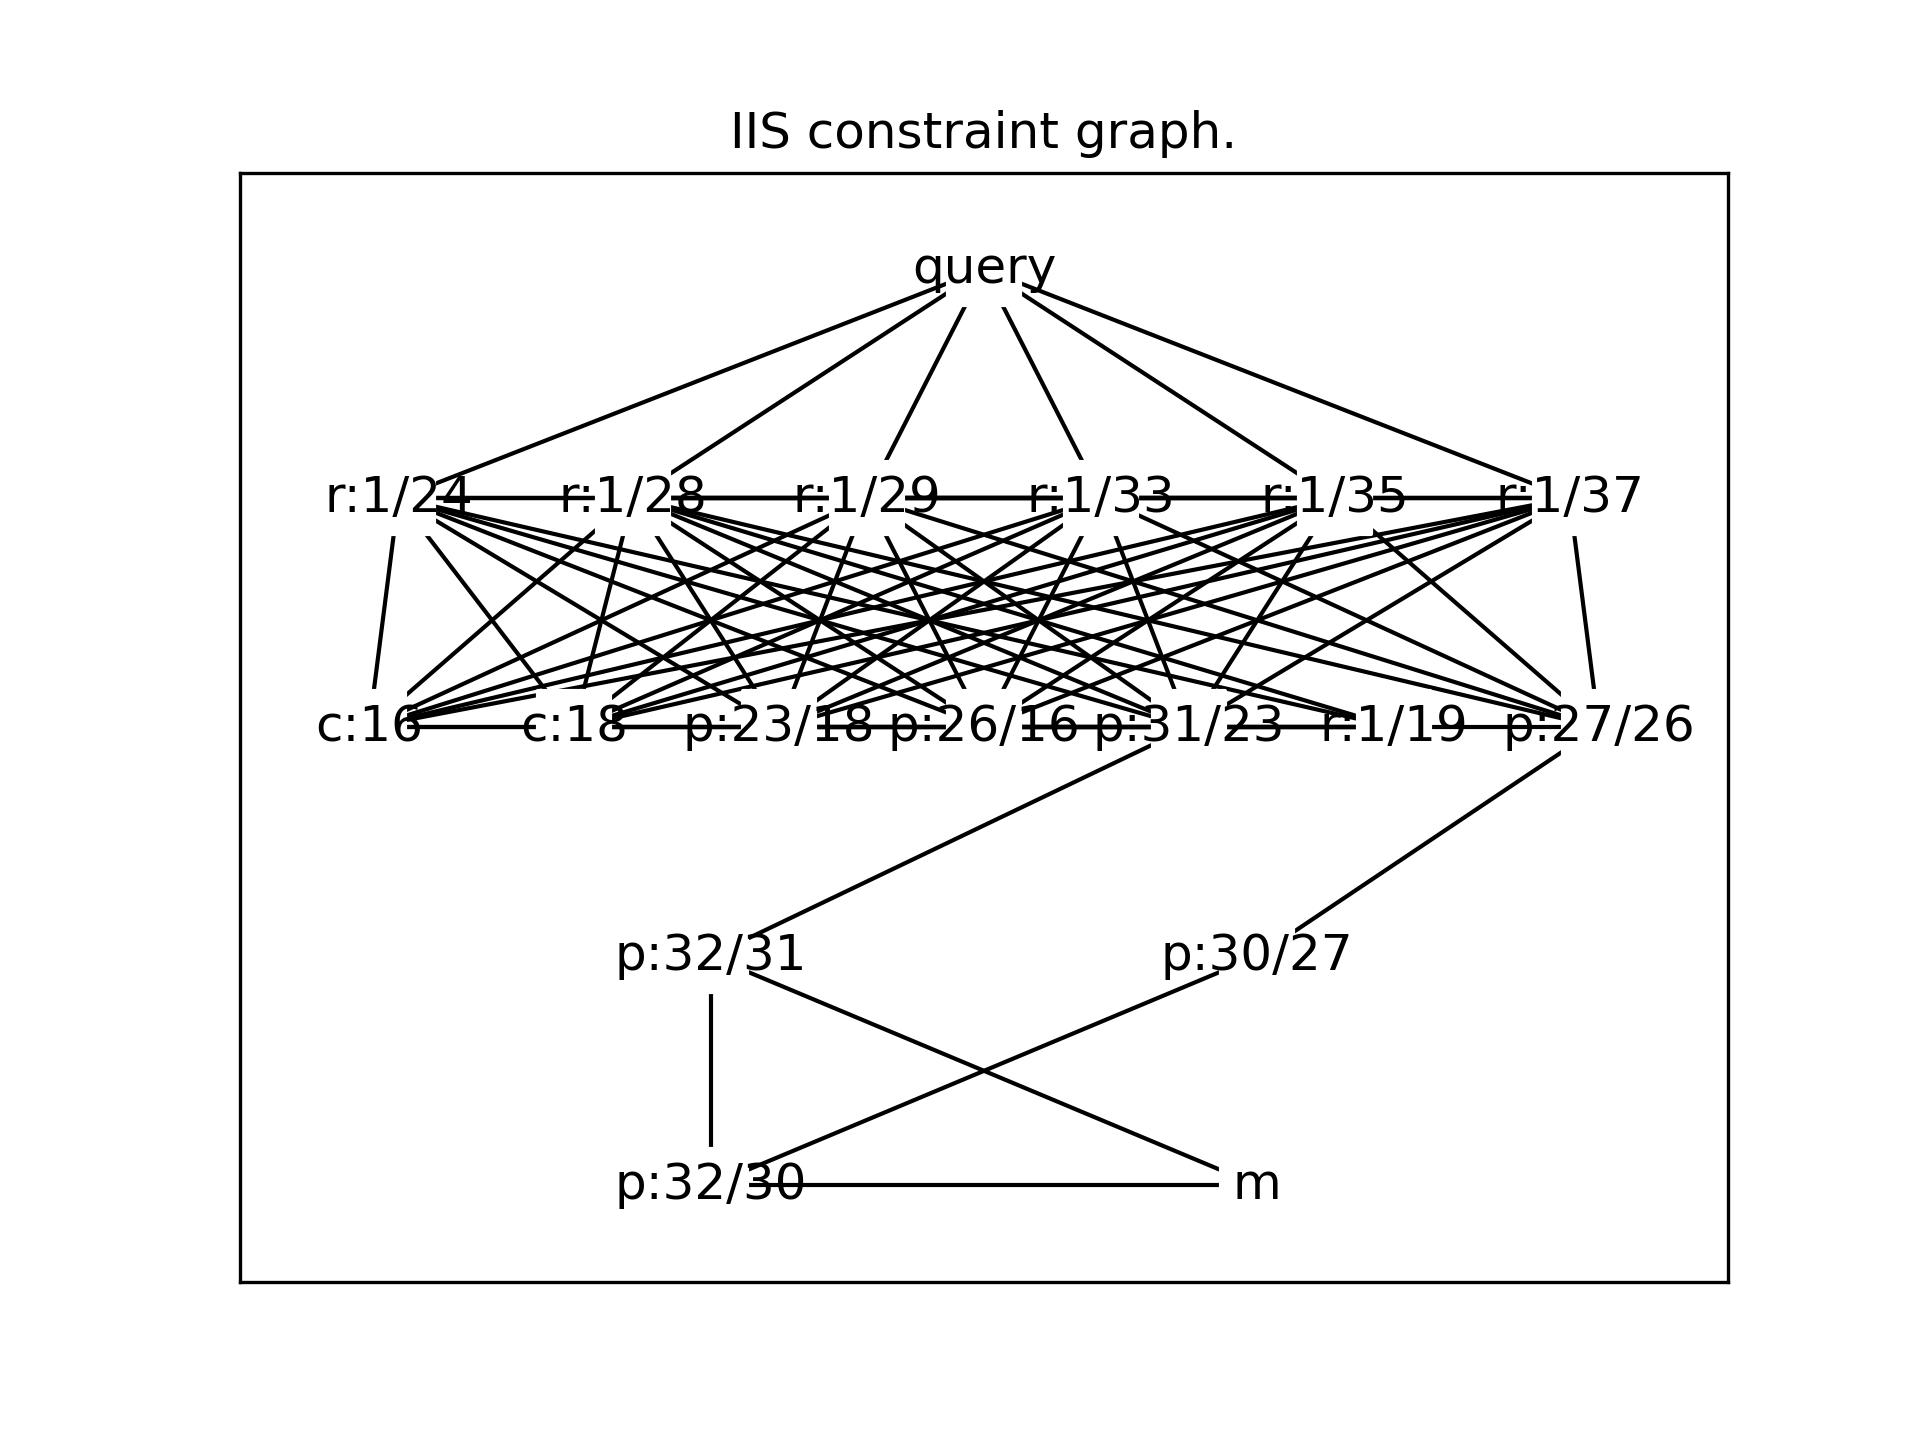 IIS constraint graph.
query
r:1/24 r:1/28 r:1/29 r:1/33 r:1/35 r:1/37
c:16 c:18 p:23/18 p:26/16 p:31/23 r:1/19 p:27/26
p:32/31 p:30/27
p:32/30 m